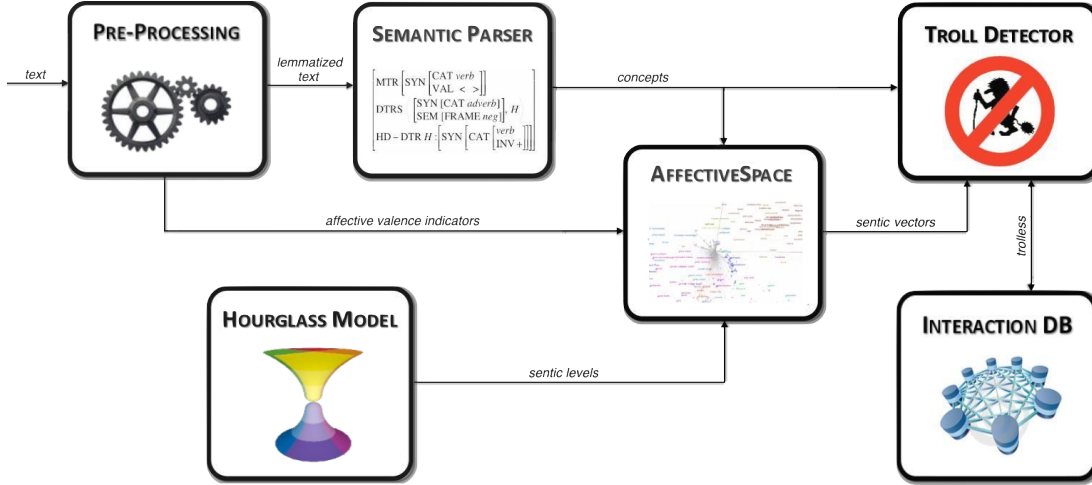 PRE-PROCESSING
SEMANTIC PARSER
TROLL DETECTOR
text
lemmatized
text
concepts
MTR [SYN [CAT verb
VAL < >]]
DTRS [SYN [CAT adverb]
SEM [FRAME neg]], H
HD - DTR H : [SYN [CAT [verb
INV +]]]
AFFECTIVESPACE
affective valence indicators
sentic vectors
trolless
HOURGLASS MODEL
INTERACTION DB
sentic levels